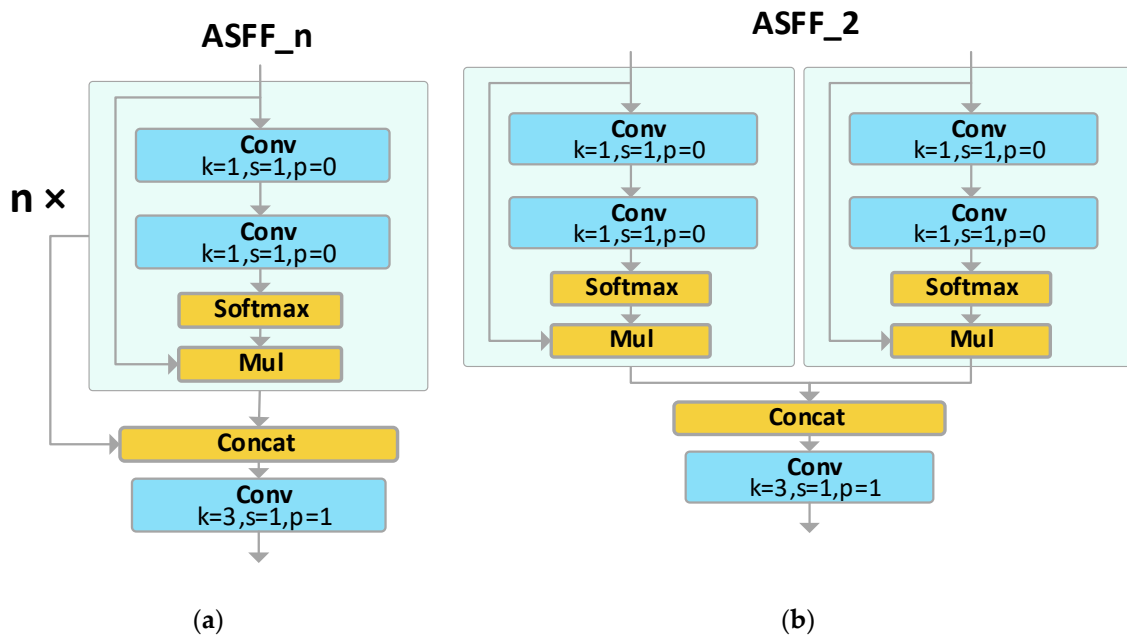 ASFF_n
n ×
Conv
k=1,s=1,p=0
Conv
k=1,s=1,p=0
Softmax
Mul
Concat
Conv
k=3,s=1,p=1
(a)
ASFF_2
Conv
k=1,s=1,p=0
Conv
k=1,s=1,p=0
Softmax
Mul
Conv
k=1,s=1,p=0
Conv
k=1,s=1,p=0
Softmax
Mul
Concat
Conv
k=3,s=1,p=1
(b)